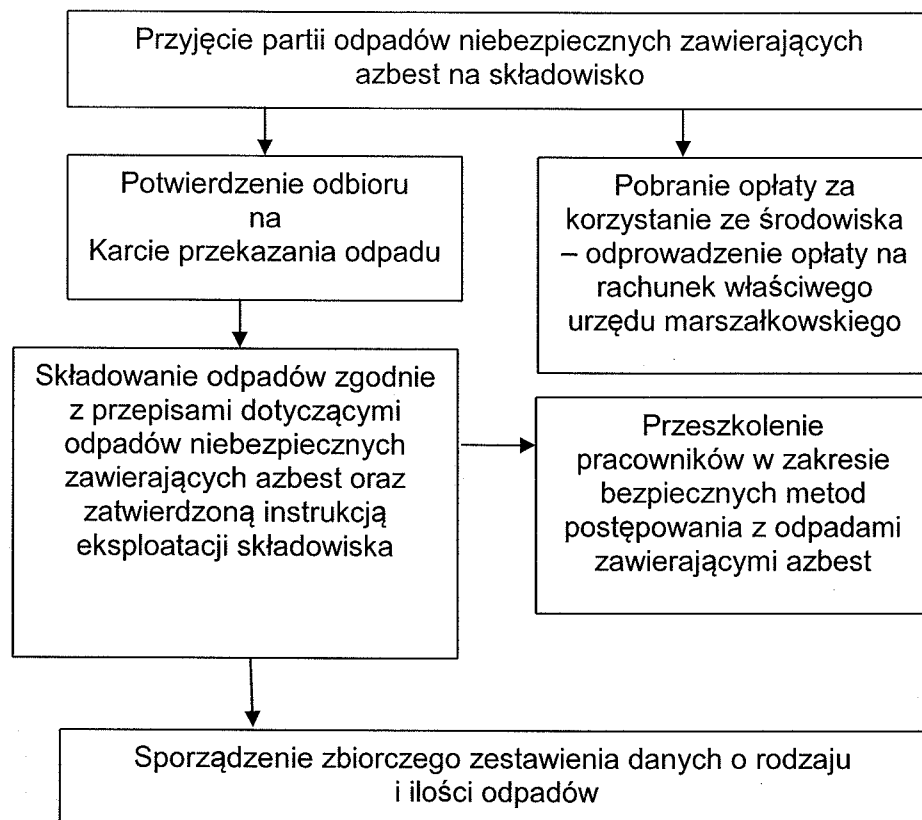 Przyjęcie partii odpadów niebezpiecznych zawierających
azbest na składowisko
Potwierdzenie odbioru
na
Karcie przekazania odpadu
Pobranie opłaty za
korzystanie ze środowiska
– odprowadzenie opłaty na
rachunek właściwego
urzędu marszałkowskiego
Składowanie odpadów zgodnie
z przepisami dotyczącymi
odpadów niebezpiecznych
zawierających azbest oraz
zatwierdzoną instrukcją
eksploatacji składowiska
Przeszkolenie
pracowników w zakresie
bezpiecznych metod
postępowania z odpadami
zawierającymi azbest
Sporządzenie zbiorczego zestawienia danych o rodzaju
i ilości odpadów